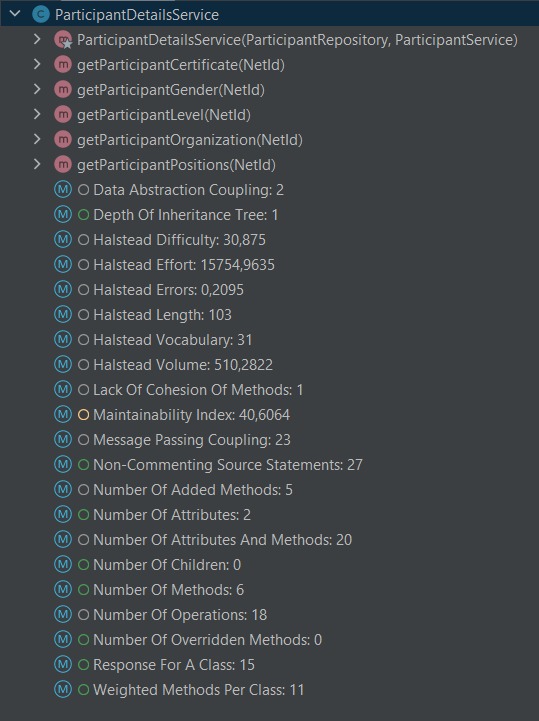 C ParticipantDetailsService
m ParticipantDetailsService(ParticipantRepository, ParticipantService)
m getParticipantCertificate(NetId)
m getParticipantGender(NetId)
m getParticipantLevel(NetId)
m getParticipantOrganization(NetId)
m getParticipantPositions(NetId)
M Data Abstraction Coupling: 2
M Depth Of Inheritance Tree: 1
M Halstead Difficulty: 30,875
M Halstead Effort: 15754,9635
M Halstead Errors: 0,2095
M Halstead Length: 103
M Halstead Vocabulary: 31
M Halstead Volume: 510,2822
M Lack Of Cohesion Of Methods: 1
M Maintainability Index: 40,6064
M Message Passing Coupling: 23
M Non-Commenting Source Statements: 27
M Number Of Added Methods: 5
M Number Of Attributes: 2
M Number Of Attributes And Methods: 20
M Number Of Children: 0
M Number Of Methods: 6
M Number Of Operations: 18
M Number Of Overridden Methods: 0
M Response For A Class: 15
M Weighted Methods Per Class: 11